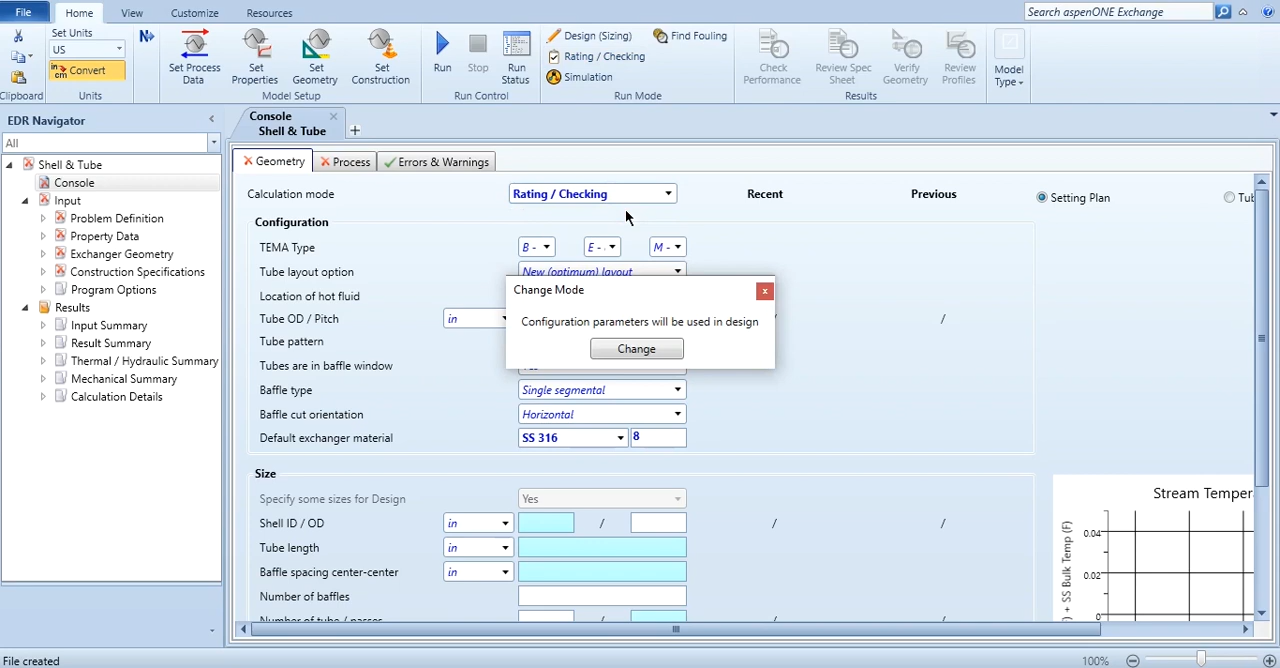 File
Home
View
Customize
Resources
Search aspenONE Exchange
Set Units
US
Convert
Clipboard
Units
Set Process Data
Set Properties
Set Geometry
Set Construction
Model Setup
Run
Stop
Run Status
Run Control
Design (Sizing)
Find Fouling
Rating / Checking
Simulation
Run Mode
Check Performance
Review Spec Sheet
Verify Geometry
Review Profiles
Results
Model Type
EDR Navigator
All
Shell & Tube
Console
Input
Problem Definition
Property Data
Exchanger Geometry
Construction Specifications
Program Options
Results
Input Summary
Result Summary
Thermal / Hydraulic Summary
Mechanical Summary
Calculation Details
Console
Shell & Tube
Geometry
Process
Errors & Warnings
Calculation mode
Rating / Checking
Recent
Previous
Setting Plan
Tub
Configuration
TEMA Type
B -
E -
M -
Tube layout option
New (optimum) layout
Location of hot fluid
Tube OD / Pitch
in
/
Tube pattern
Tubes are in baffle window
Baffle type
Single segmental
Baffle cut orientation
Horizontal
Default exchanger material
SS 316
8
Change Mode
x
Configuration parameters will be used in design
Change
Size
Specify some sizes for Design
Yes
Shell ID / OD
in
/
/
/
Tube length
in
Baffle spacing center-center
in
Number of baffles
Number of tube / passes
Stream Tempera
) + SS Bulk Temp (F)
0.04
0.02
0
File created
100%